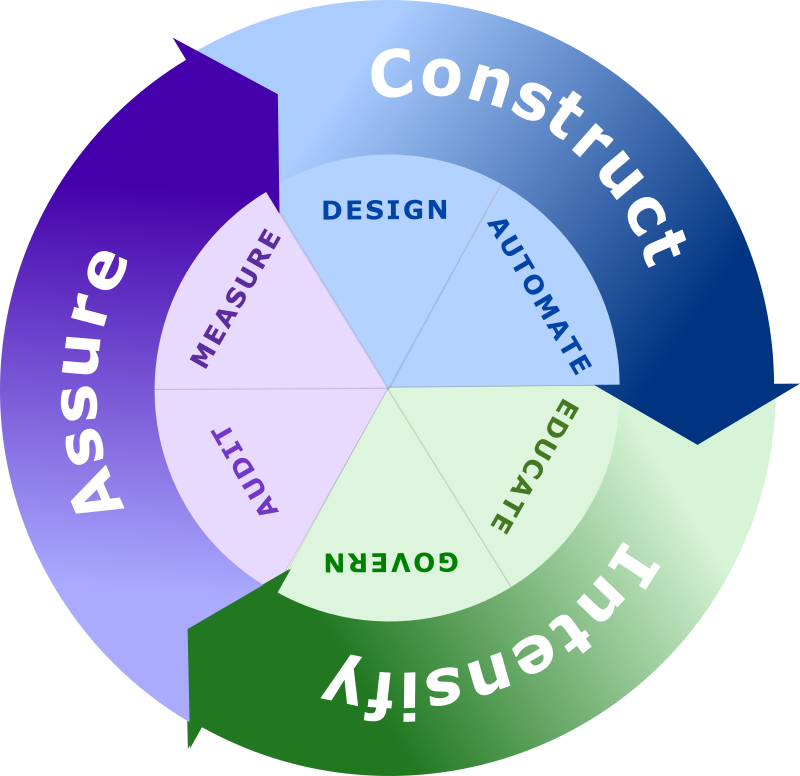 Construct
DESIGN
AUTOMATE
Intensify
EDUCATE
GOVERN
Assure
AUDIT
MEASURE